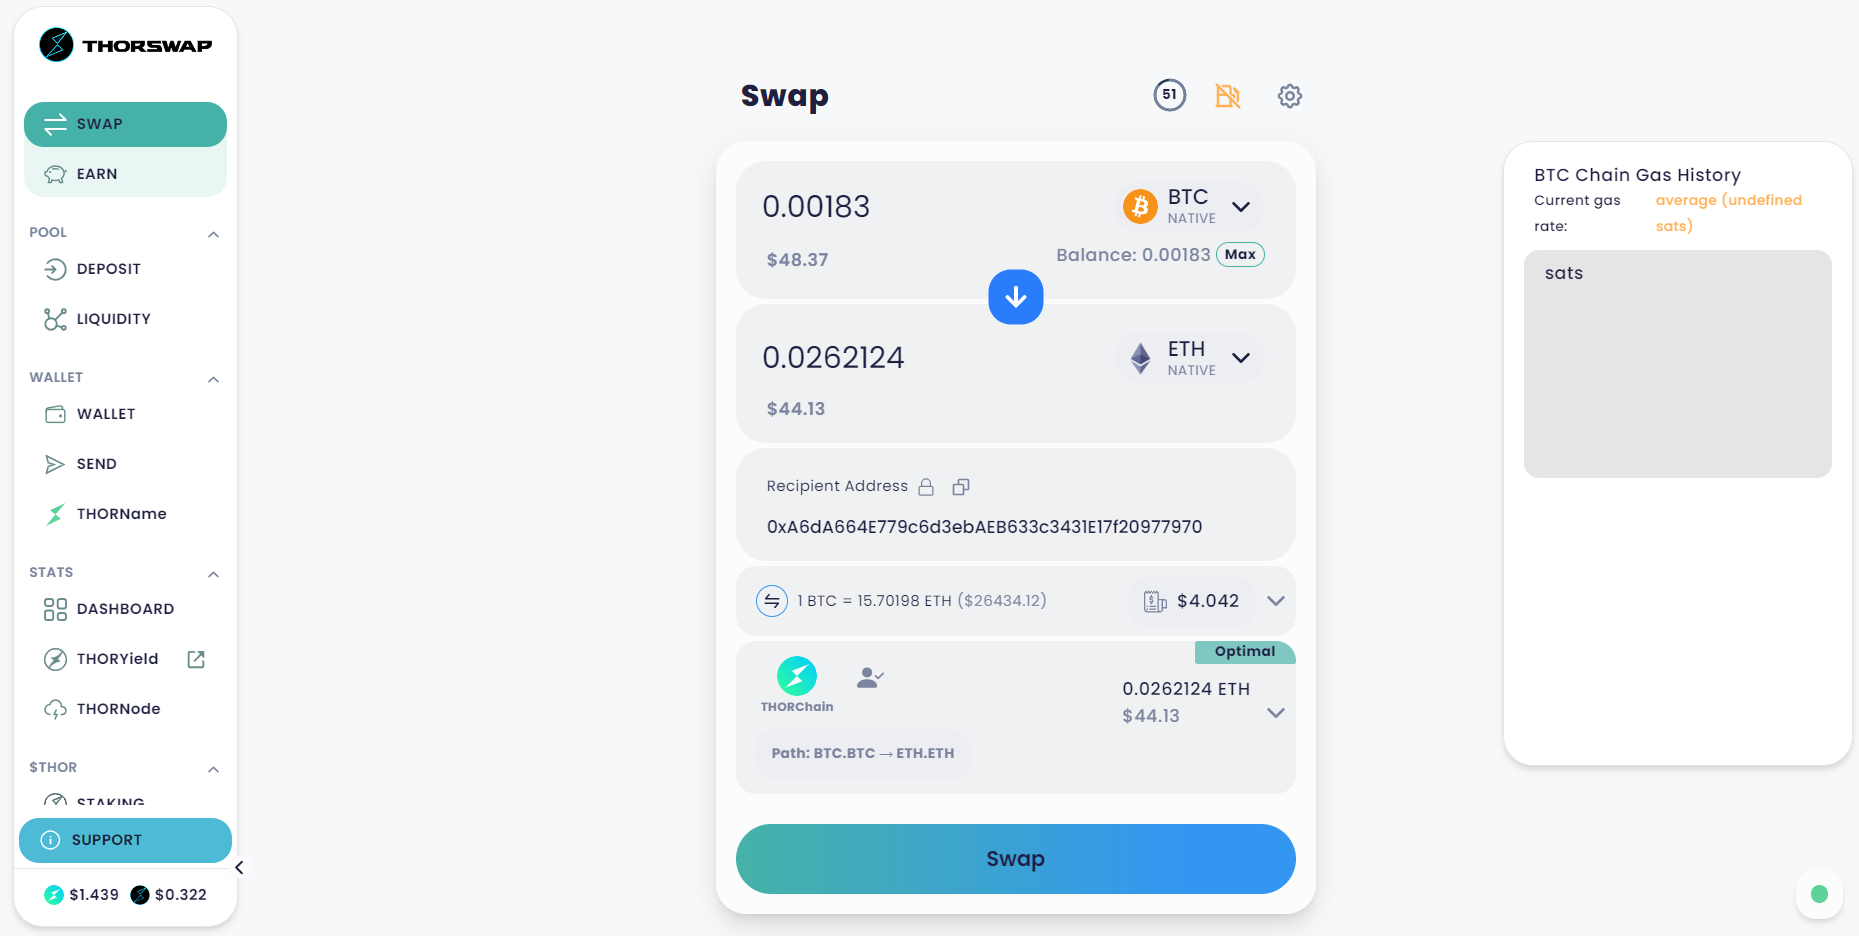 THORSWAP
SWAP
EARN
POOL
DEPOSIT
LIQUIDITY
WALLET
WALLET
SEND
THORName
STATS
DASHBOARD
THORYield
THORNode
$THOR
STAKING
SUPPORT
$1.439 $0.322
Swap
51
0.00183
BTC
NATIVE
$48.37
Balance: 0.00183 Max
0.0262124
ETH
NATIVE
$44.13
Recipient Address
0xA6dA664E779c6d3ebAEB633c3431E17f20977970
1 BTC = 15.70198 ETH ($26434.12)
$4.042
Optimal
THORChain
0.0262124 ETH
$44.13
Path: BTC.BTC → ETH.ETH
Swap
BTC Chain Gas History
Current gas rate:
average (undefined sats)
sats